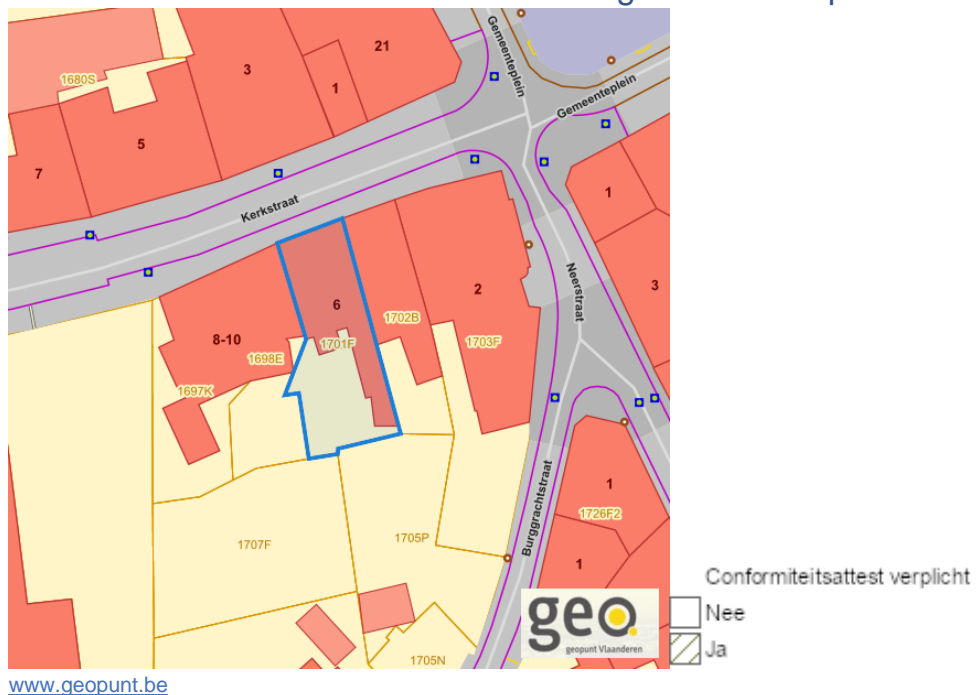 21
3
1680S
1
5
7
Gemeenteplein
Gemeenteplein
Kerkstraat
1
6
2
Neerstraat
3
1702B
8-10
1701F
1703F
1698E
1697K
Burggrachtstraat
1
1726F2
1705P
1707F
1
1705N
geo.
geopunt Vlaanderen
Conformiteitsattest verplicht
Nee
Ja
www.geopunt.be